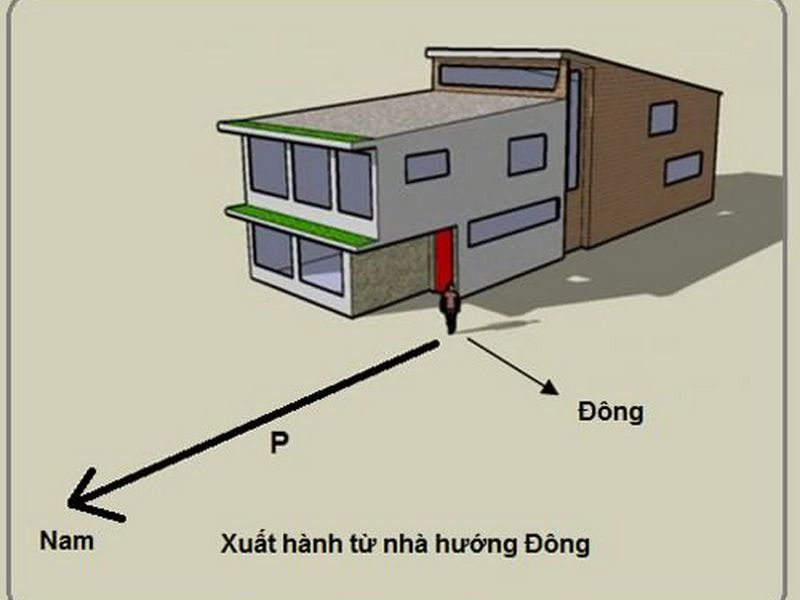 Đông
P
Nam
Xuất hành từ nhà hướng Đông